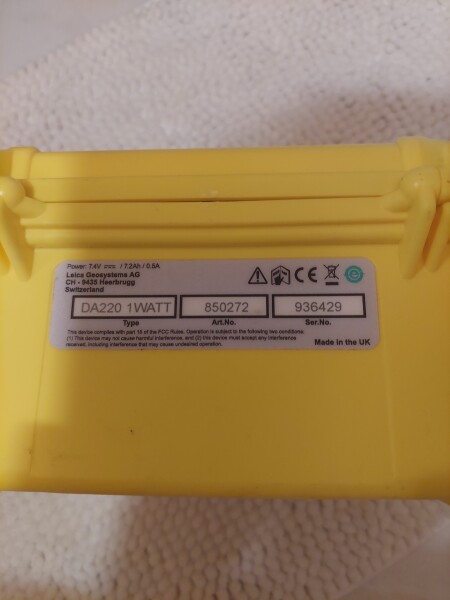 Power: 7.4V ⎓ / 7.2Ah / 0.5A
Leica Geosystems AG
CH - 9435 Heerbrugg
Switzerland
CE
DA220 1WATT 850272 936429
Type Art.No. Ser.No.
This device complies with part 15 of the FCC Rules. Operation is subject to the following two conditions:
(1) This device may not cause harmful interference, and (2) this device must accept any interference
received, including interference that may cause undesired operation.
Made in the UK